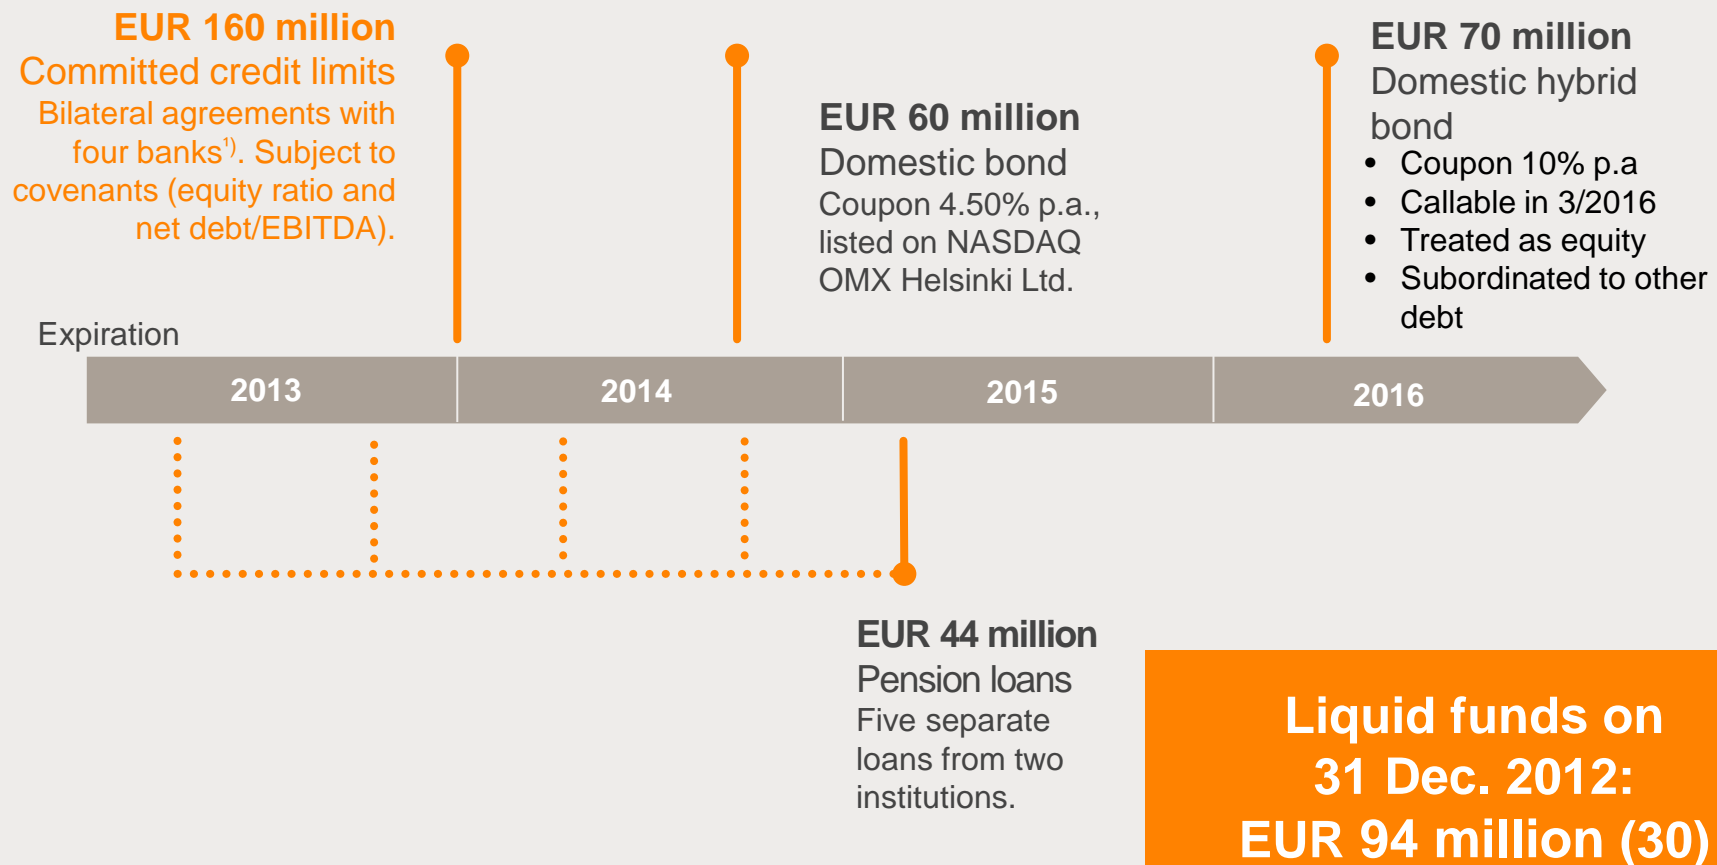 EUR 160 million
Committed credit limits
Bilateral agreements with
four banks¹⁾. Subject to
covenants (equity ratio and
net debt/EBITDA).
EUR 60 million
Domestic bond
Coupon 4.50% p.a.,
listed on NASDAQ
OMX Helsinki Ltd.
EUR 70 million
Domestic hybrid
bond
• Coupon 10% p.a
• Callable in 3/2016
• Treated as equity
• Subordinated to other
debt
Expiration
2013
2014
2015
2016
EUR 44 million
Pension loans
Five separate
loans from two
institutions.
Liquid funds on
31 Dec. 2012:
EUR 94 million (30)